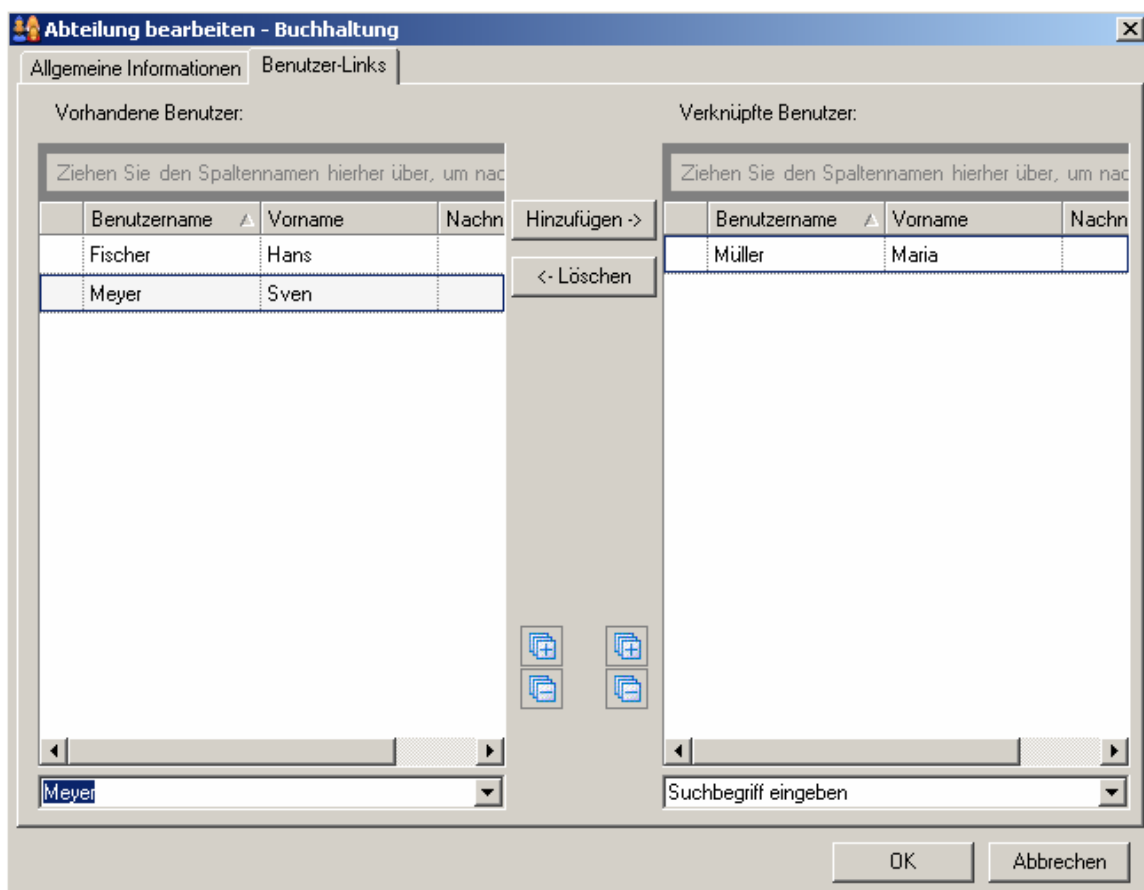 Abteilung bearbeiten - Buchhaltung
Allgemeine Informationen Benutzer-Links
Vorhandene Benutzer: Verknüpfte Benutzer:
Ziehen Sie den Spaltennamen hierher über, um nac Ziehen Sie den Spaltennamen hierher über, um nac
Benutzername Vorname Nachn Hinzufügen -> Benutzername Vorname Nachn
Fischer Hans Müller Maria
<- Löschen
Meyer Sven
Meyer Suchbegriff eingeben
OK Abbrechen